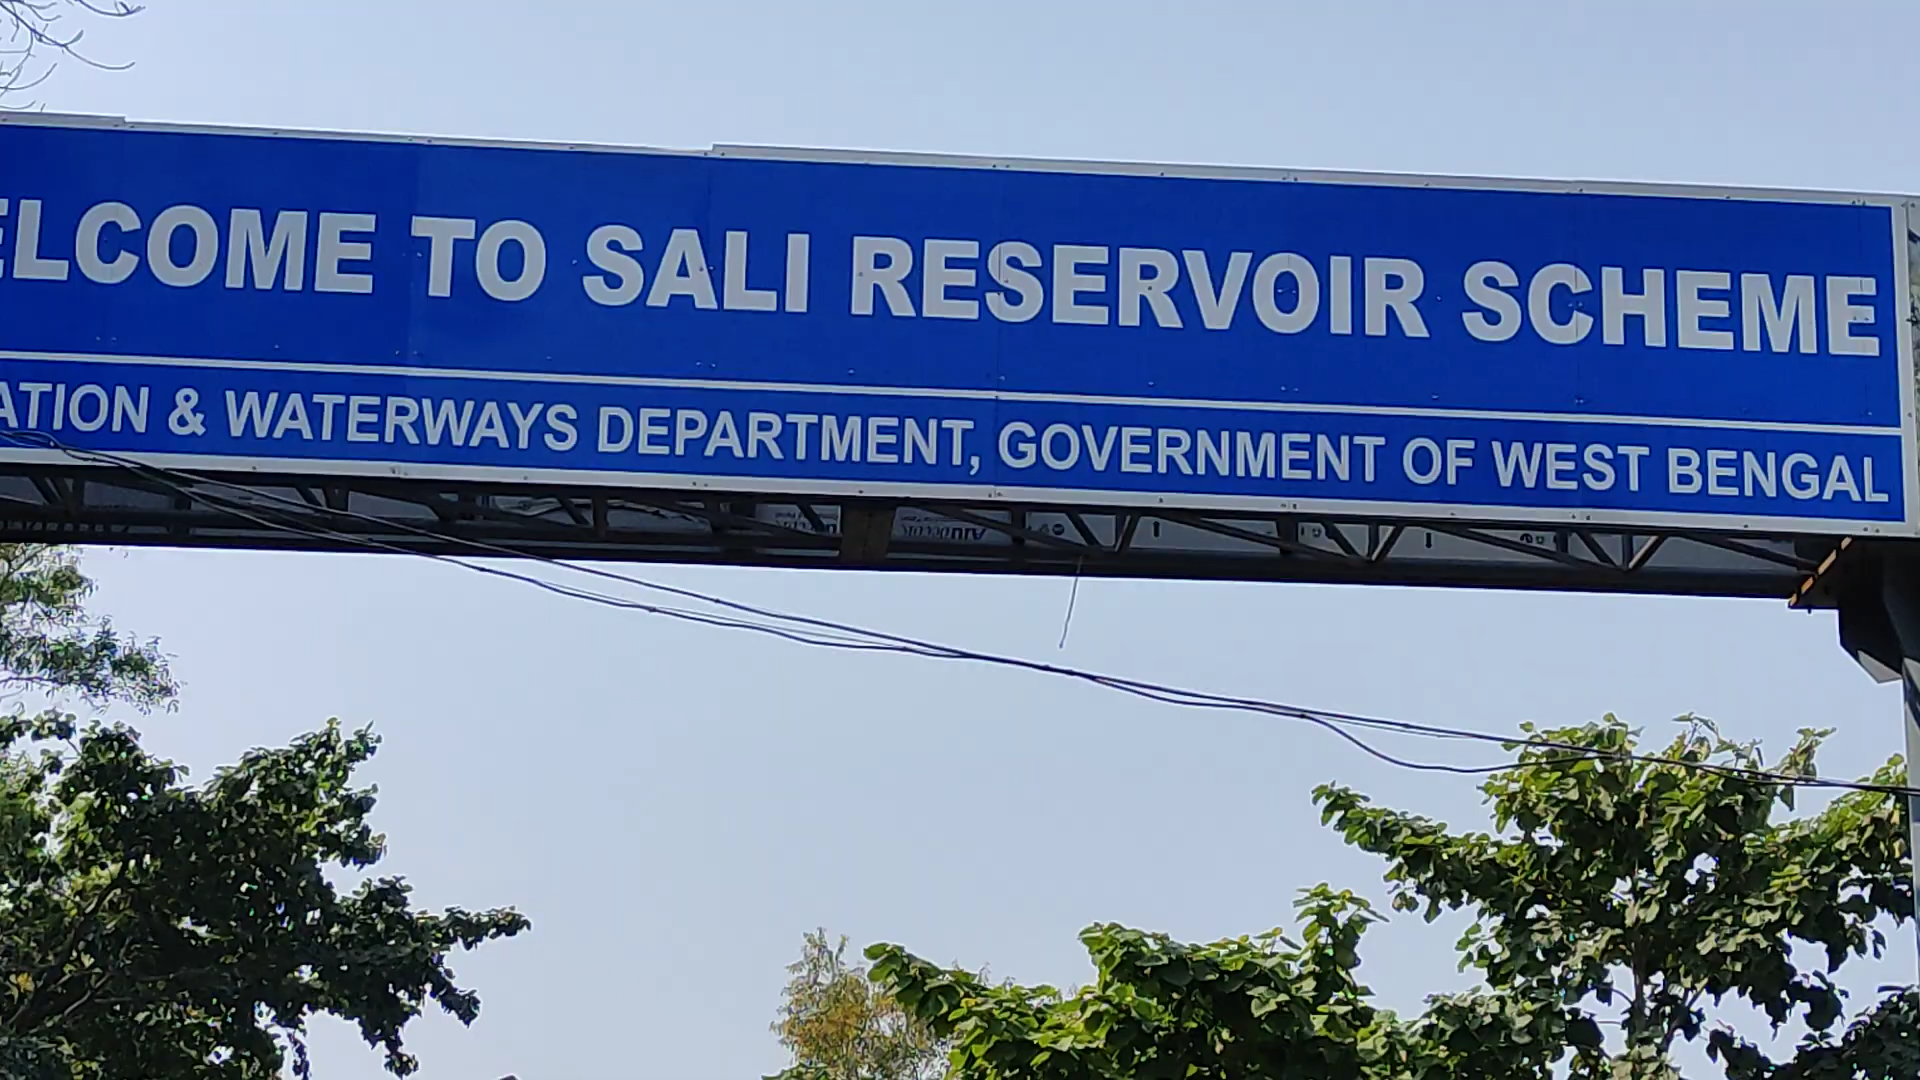 ELCOME TO SALI RESERVOIR SCHEME
ATION & WATERWAYS DEPARTMENT, GOVERNMENT OF WEST BENGAL